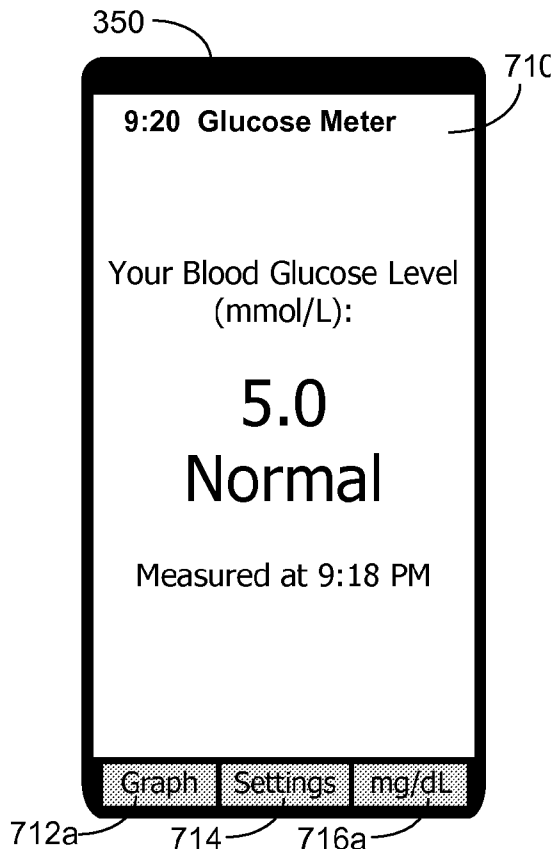 350
710
9:20 Glucose Meter
Your Blood Glucose Level
(mmol/L):
5.0
Normal
Measured at 9:18 PM
Graph Settings mg/dL
712a 714 716a